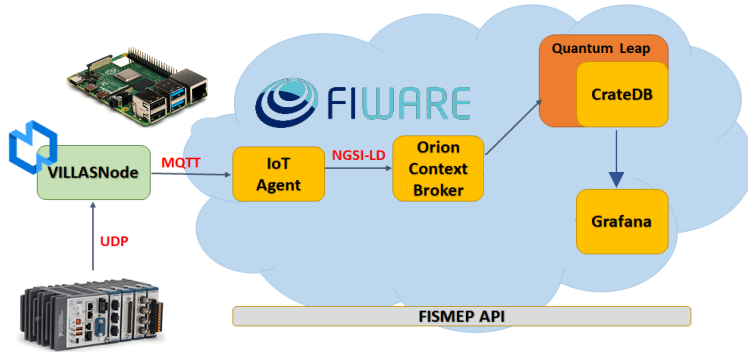 Quantum Leap
CrateDB
FIWARE
VILLASNode
MQTT
IoT
Agent
NGSI-LD
Orion
Context
Broker
Grafana
UDP
FISMEP API